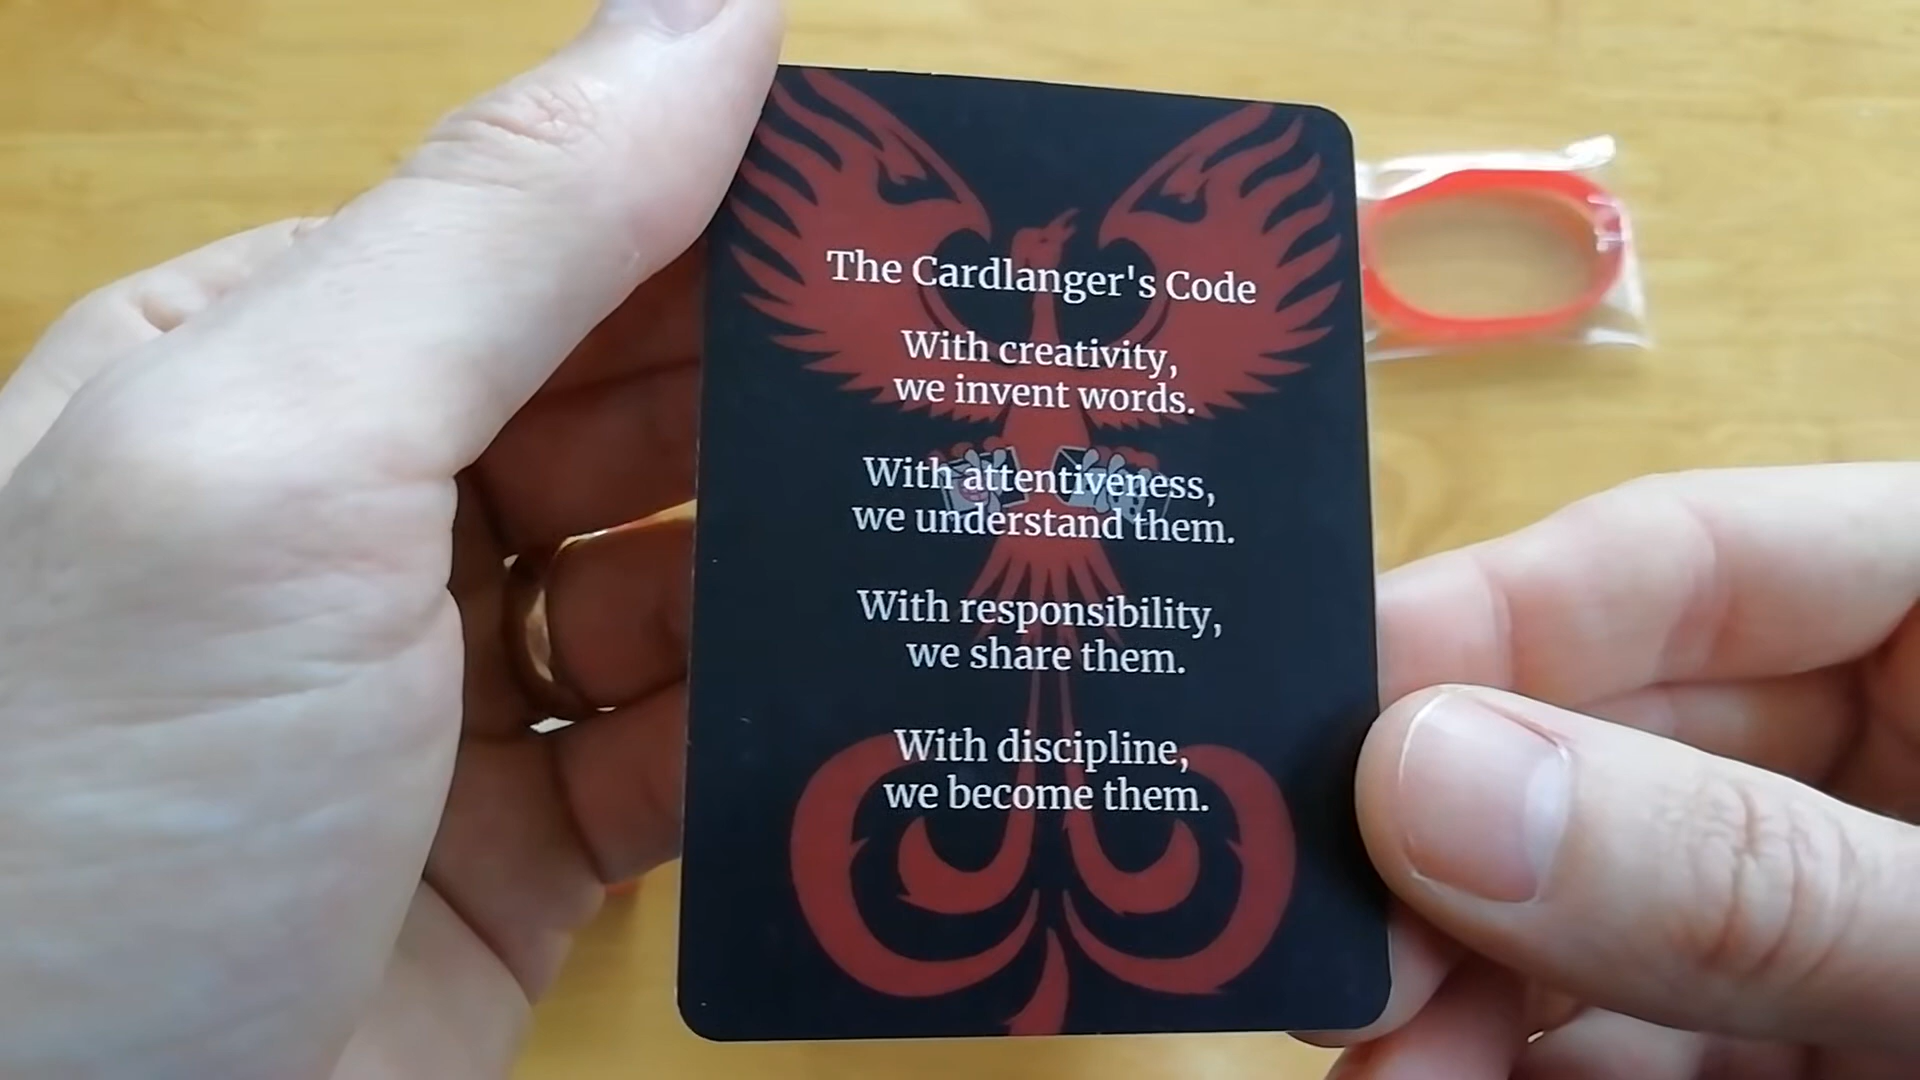 The Cardlanger's Code
With creativity,
we invent words.
With attentiveness,
we understand them.
With responsibility,
we share them.
With discipline,
we become them.